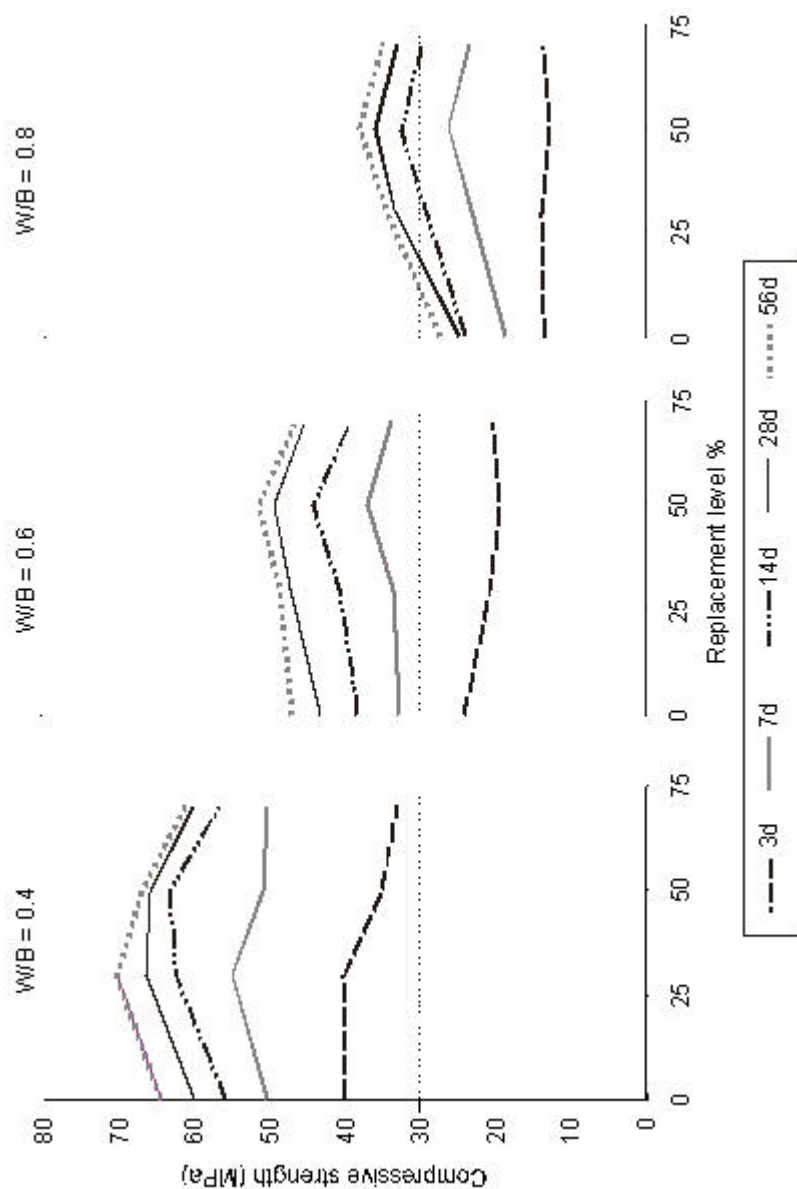 W/B = 0.4
W/B = 0.6
W/B = 0.8
Compressive strength (MPa)
80
70
60
50
40
30
20
10
0
0 25 50 75
0 25 50 75
0 25 50 75
Replacement level %
3d 7d 14d 28d 56d